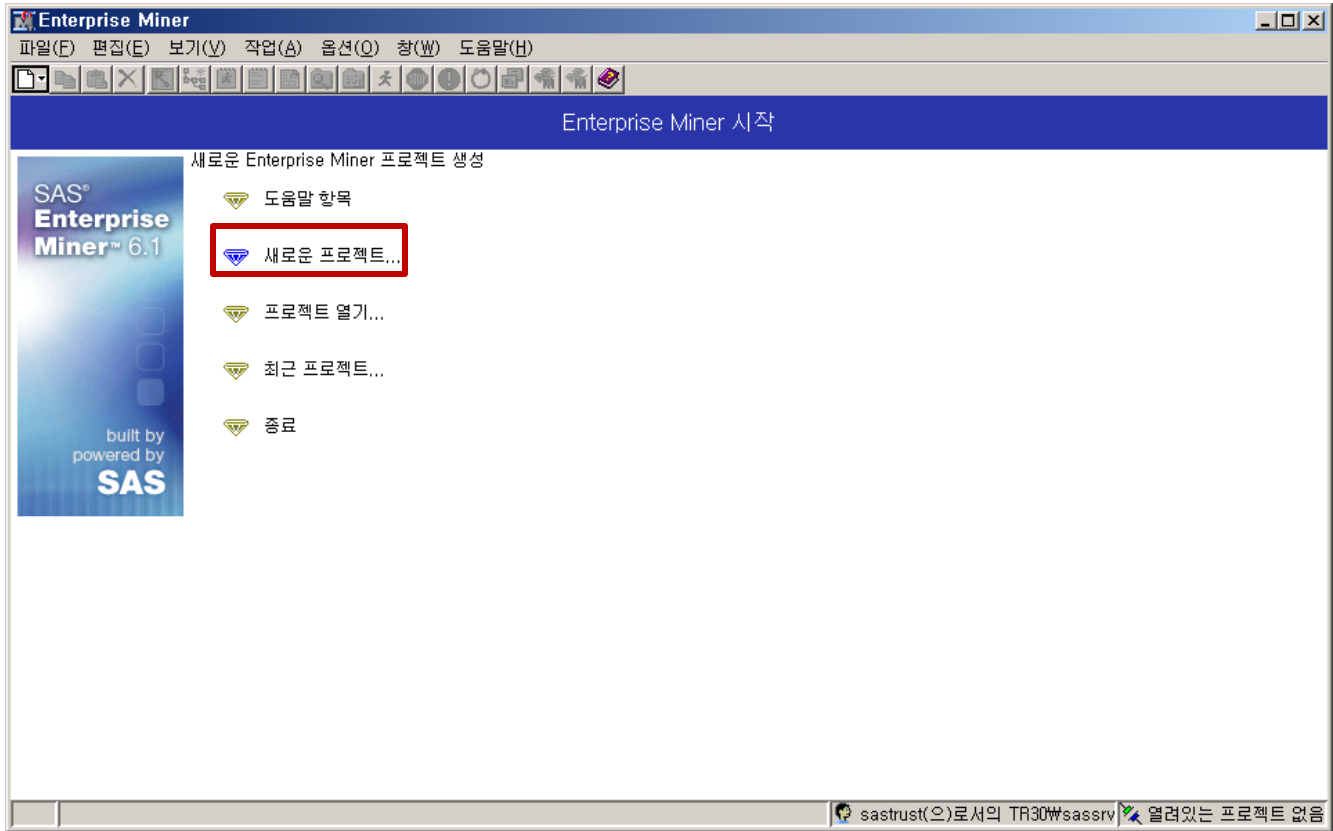 Enterprise Miner
파일(F) 편집(E) 보기(V) 작업(A) 옵션(O) 창(W) 도움말(H)
Enterprise Miner 시작
새로운 Enterprise Miner 프로젝트 생성
SAS®
Enterprise
Miner™ 6.1
도움말 항목
새로운 프로젝트...
프로젝트 열기...
최근 프로젝트...
종료
built by
powered by
SAS
sastrust(으)로서의 TR30₩sassrv 열려있는 프로젝트 없음